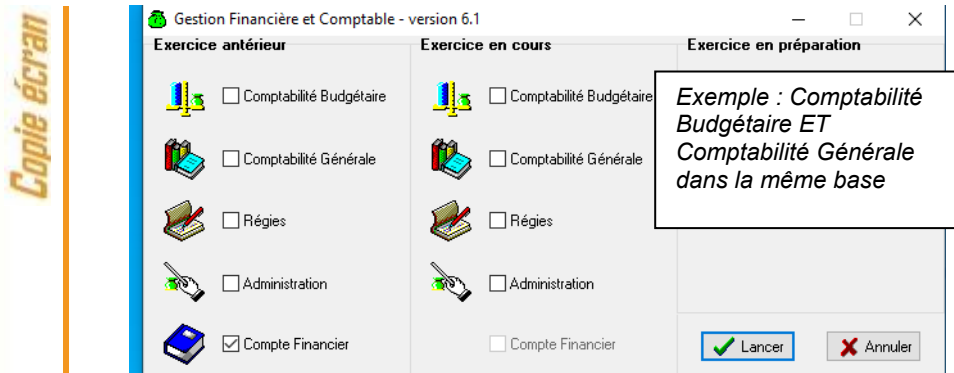 Copie écran
Gestion Financière et Comptable - version 6.1
Exercice antérieur
Comptabilité Budgétaire
Comptabilité Générale
Régies
Administration
Compte Financier
Exercice en cours
Comptabilité Budgétaire
Comptabilité Générale
Régies
Administration
Compte Financier
Exercice en préparation
Exemple : Comptabilité
Budgétaire ET
Comptabilité Générale
dans la même base
Lancer
Annuler